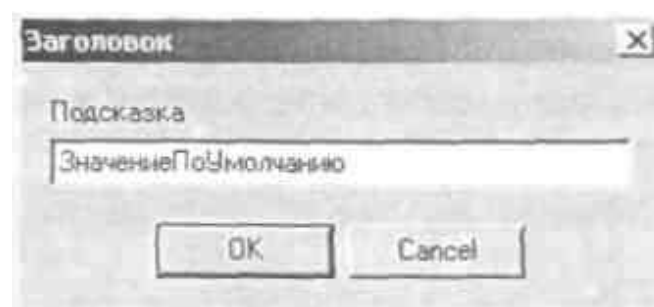 Заголовок
Подсказка
ЗначениеПоУмолчанию
OK
Cancel